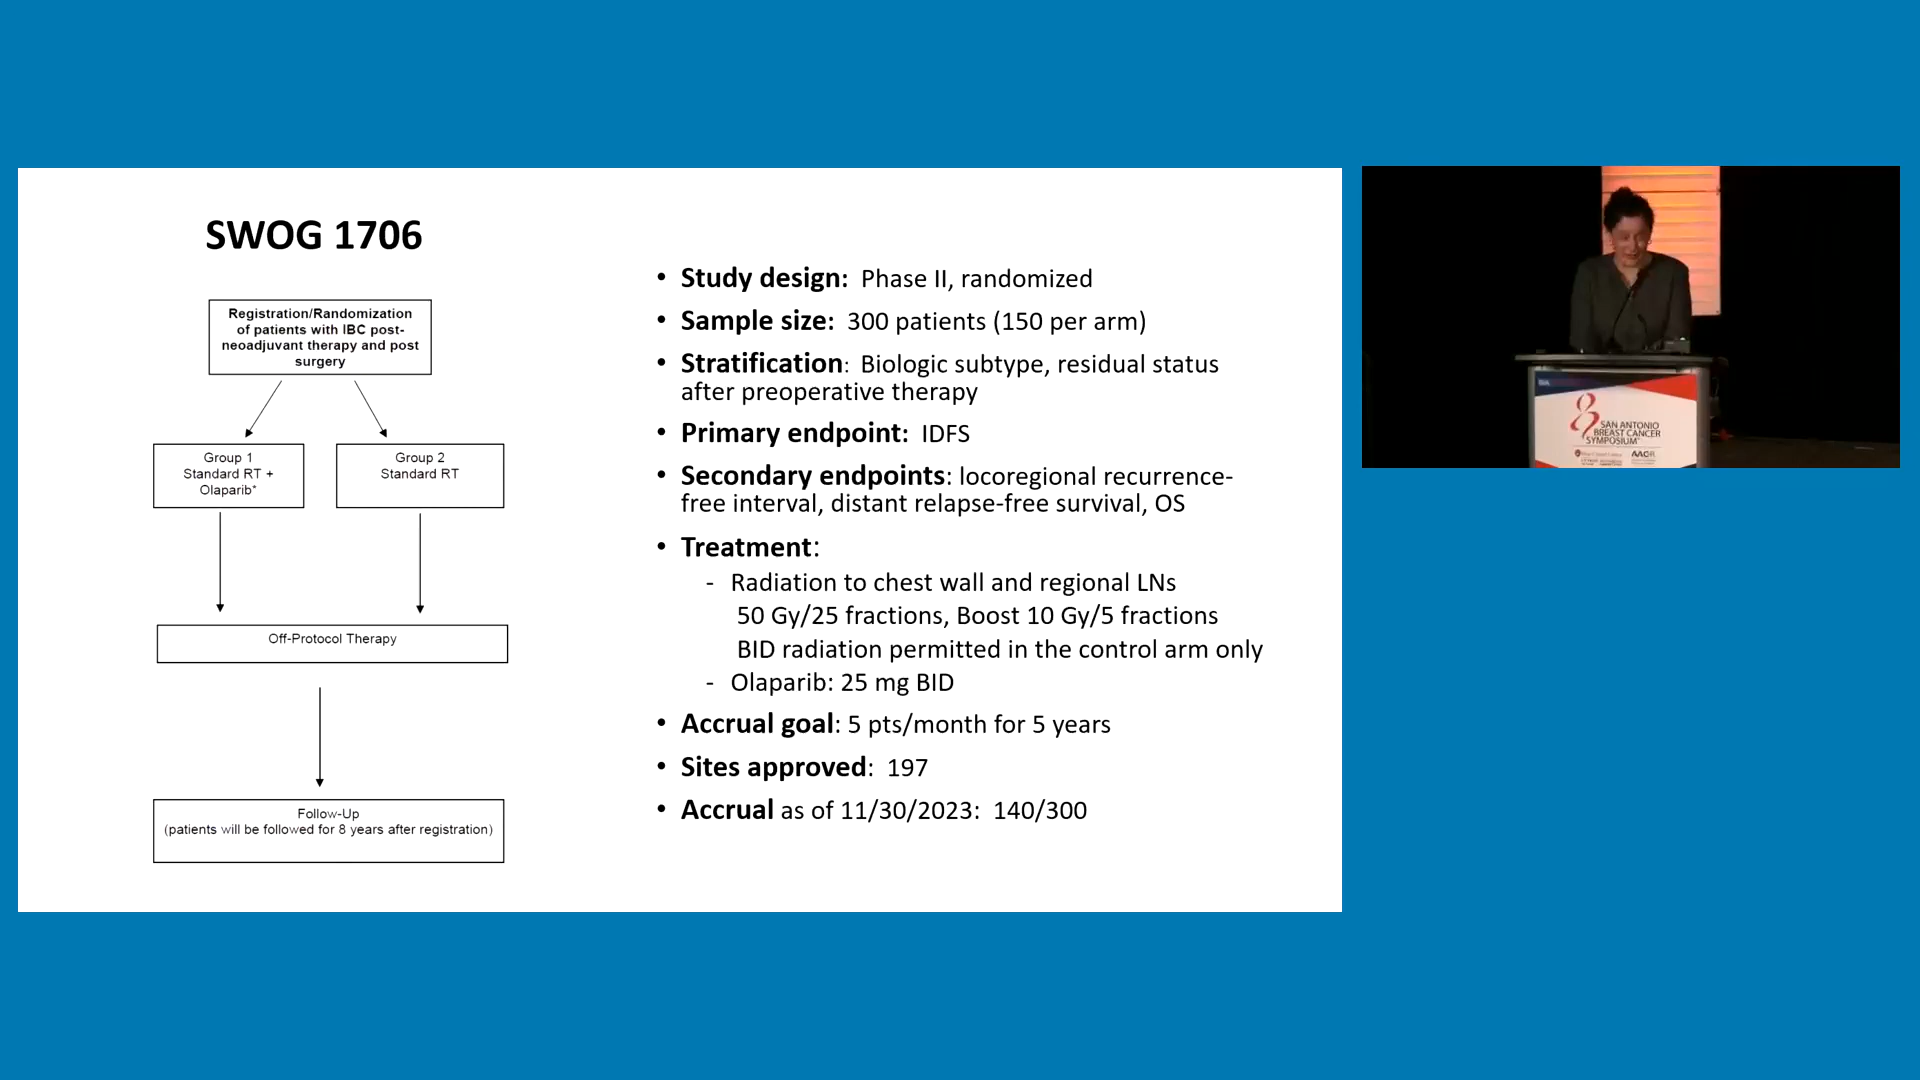 SWOG 1706
Registration/Randomization
of patients with IBC post-
neoadjuvant therapy and post
surgery
Group 1
Standard RT +
Olaparib*
Group 2
Standard RT
Off-Protocol Therapy
Follow-Up
(patients will be followed for 8 years after registration)
• Study design: Phase II, randomized
• Sample size: 300 patients (150 per arm)
• Stratification: Biologic subtype, residual status
after preoperative therapy
• Primary endpoint: IDFS
• Secondary endpoints: locoregional recurrence-
free interval, distant relapse-free survival, OS
• Treatment:
- Radiation to chest wall and regional LNs
50 Gy/25 fractions, Boost 10 Gy/5 fractions
BID radiation permitted in the control arm only
- Olaparib: 25 mg BID
• Accrual goal: 5 pts/month for 5 years
• Sites approved: 197
• Accrual as of 11/30/2023: 140/300
SAN ANTONIO
BREAST CANCER
SYMPOSIUM
AACR